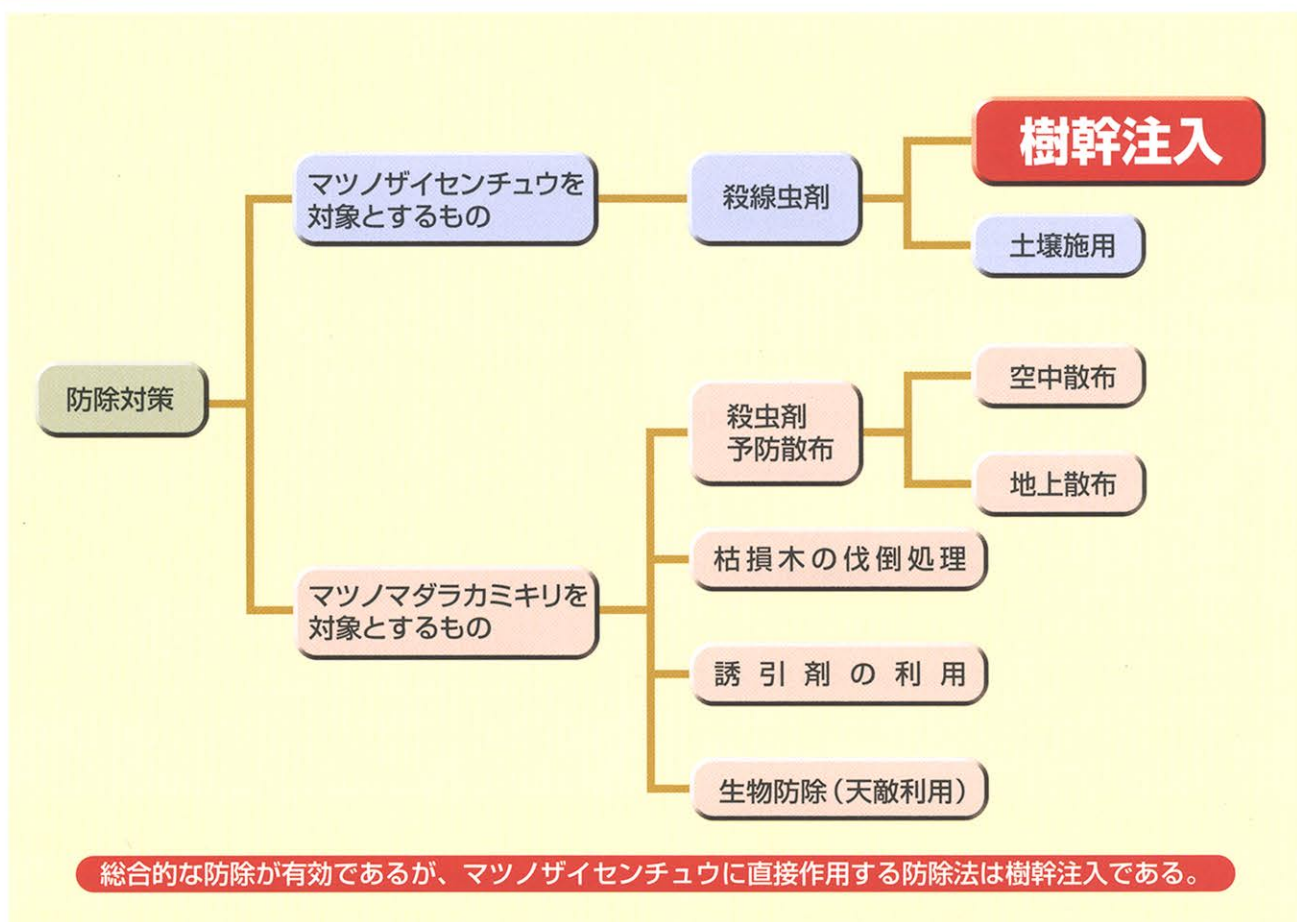 防除対策
マツノザイセンチュウを
対象とするもの
殺線虫剤
樹幹注入
土壌施用
マツノマダラカミキリを
対象とするもの
殺虫剤
予防散布
空中散布
地上散布
枯損木の伐倒処理
誘引剤の利用
生物防除(天敵利用)
総合的な防除が有効であるが、マツノザイセンチュウに直接作用する防除法は樹幹注入である。